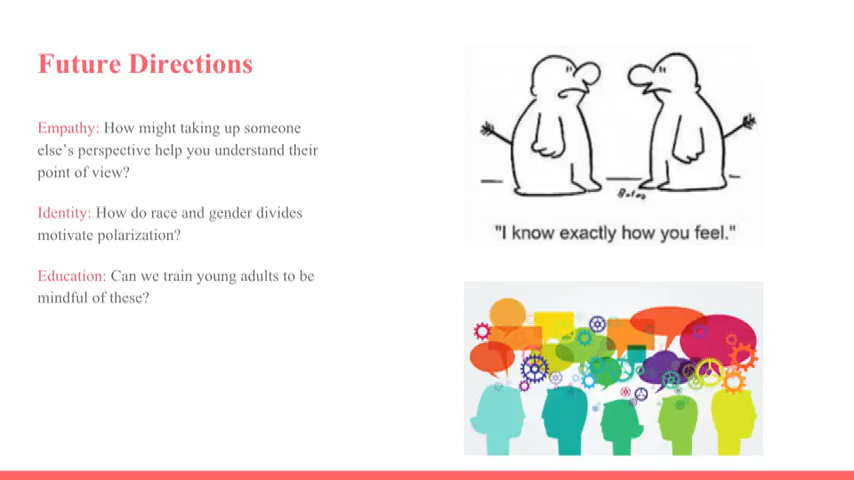 Future Directions
Empathy: How might taking up someone
else's perspective help you understand their
point of view?
Identity: How do race and gender divides
motivate polarization?
Education: Can we train young adults to be
mindful of these?
"I know exactly how you feel."